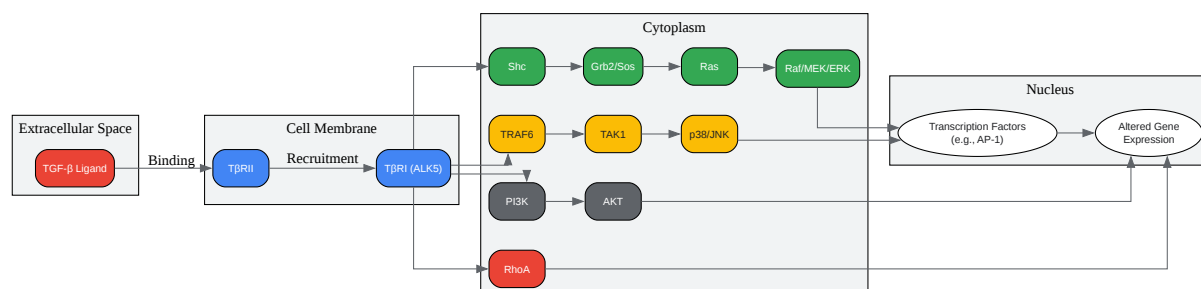 Cytoplasm
Shc
Grb2/Sos
Ras
Raf/MEK/ERK
Nucleus
Extracellular Space
Cell Membrane
TRAF6
TAK1
p38/JNK
Transcription Factors
(e.g., AP-1)
Altered Gene
Expression
TGF-β Ligand
Binding
TβRII
Recruitment
TβRI (ALK5)
PI3K
AKT
RhoA